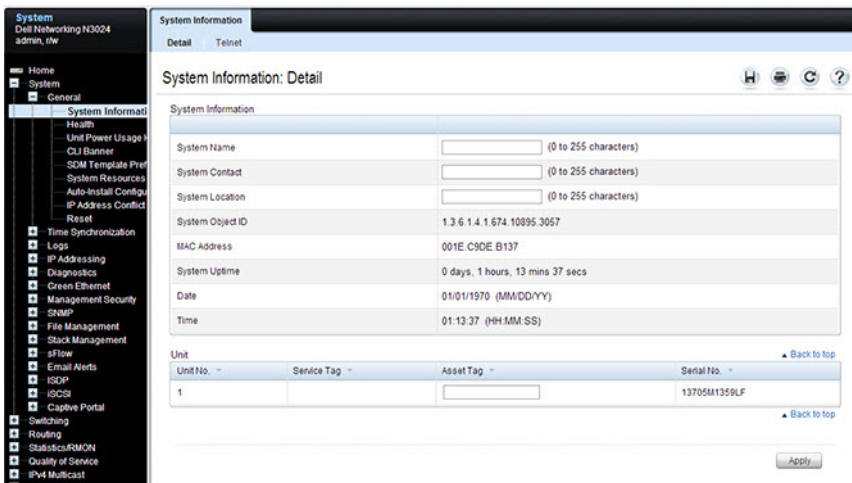 System
Dell Networking N3024
admin, r/w
Home
System
General
System Informati
Health
Unit Power Usage H
CLI Banner
SDM Template Pref
System Resources
Auto-Install Configu
IP Address Conflict
Reset
Time Synchronization
Logs
IP Addressing
Diagnostics
Green Ethernet
Management Security
SNMP
File Management
Stack Management
sFlow
Email Alerts
ISDP
iSCSI
Captive Portal
Switching
Routing
Statistics/RMON
Quality of Service
IPv4 Multicast
System Information
Detail Telnet
System Information: Detail
System Information
System Name (0 to 255 characters)
System Contact (0 to 255 characters)
System Location (0 to 255 characters)
System Object ID 1.3.6.1.4.1.674.10895.3057
MAC Address 001E.C9DE.B137
System Uptime 0 days, 1 hours, 13 mins 37 secs
Date 01/01/1970 (MM/DD/YY)
Time 01:13:37 (HH:MM:SS)
Unit Back to top
Unit No. Service Tag Asset Tag Serial No.
1 13705M1359LF
Back to top
Apply